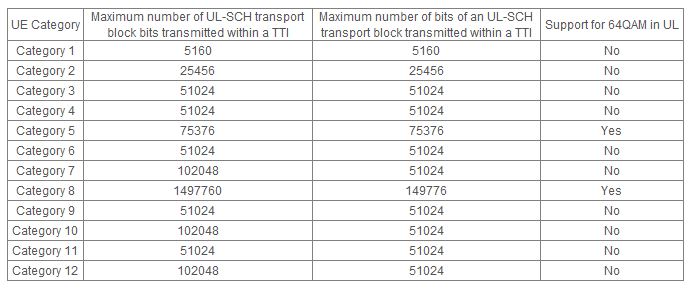 UE Category Maximum number of UL-SCH transport block bits transmitted within a TTI Maximum number of bits of an UL-SCH transport block transmitted within a TTI Support for 64QAM in UL
Category 1 5160 5160 No
Category 2 25456 25456 No
Category 3 51024 51024 No
Category 4 51024 51024 No
Category 5 75376 75376 Yes
Category 6 51024 51024 No
Category 7 102048 51024 No
Category 8 1497760 149776 Yes
Category 9 51024 51024 No
Category 10 102048 51024 No
Category 11 51024 51024 No
Category 12 102048 51024 No